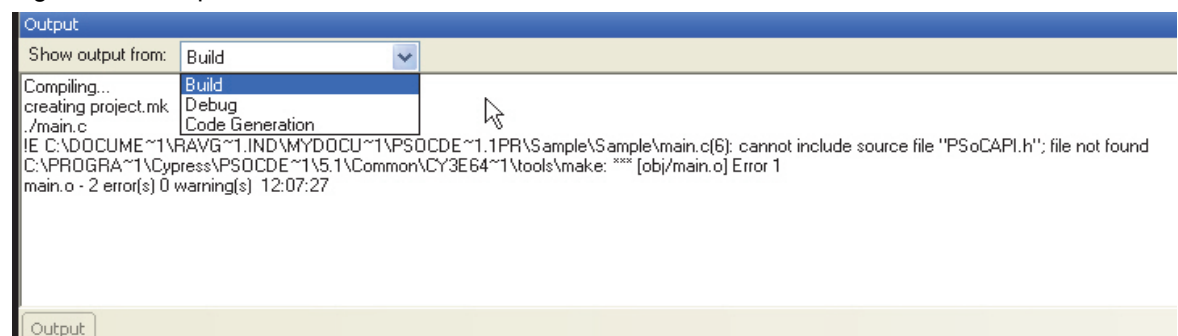 Output
Show output from: Build
Build
Debug
Code Generation
Compiling...
creating project.mk
./main.c
!E C:\DOCUME~1\RAVG~1.IND\MYDOCU~1\PSOCDE~1.1PR\Sample\Sample\main.c(6): cannot include source file "PSoCAPI.h"; file not found
C:\PROGRA~1\Cypress\PSOCDE~1\5.1\Common\CY3E64~1\tools\make: *** [obj/main.o] Error 1
main.o - 2 error(s) 0 warning(s) 12:07:27
Output